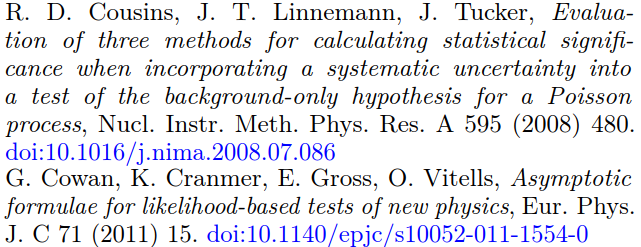 R. D. Cousins, J. T. Linnemann, J. Tucker, Evalua-
tion of three methods for calculating statistical signifi-
cance when incorporating a systematic uncertainty into
a test of the background-only hypothesis for a Poisson
process, Nucl. Instr. Meth. Phys. Res. A 595 (2008) 480.
doi:10.1016/j.nima.2008.07.086
G. Cowan, K. Cranmer, E. Gross, O. Vitells, Asymptotic
formulae for likelihood-based tests of new physics, Eur. Phys.
J. C 71 (2011) 15. doi:10.1140/epjc/s10052-011-1554-0